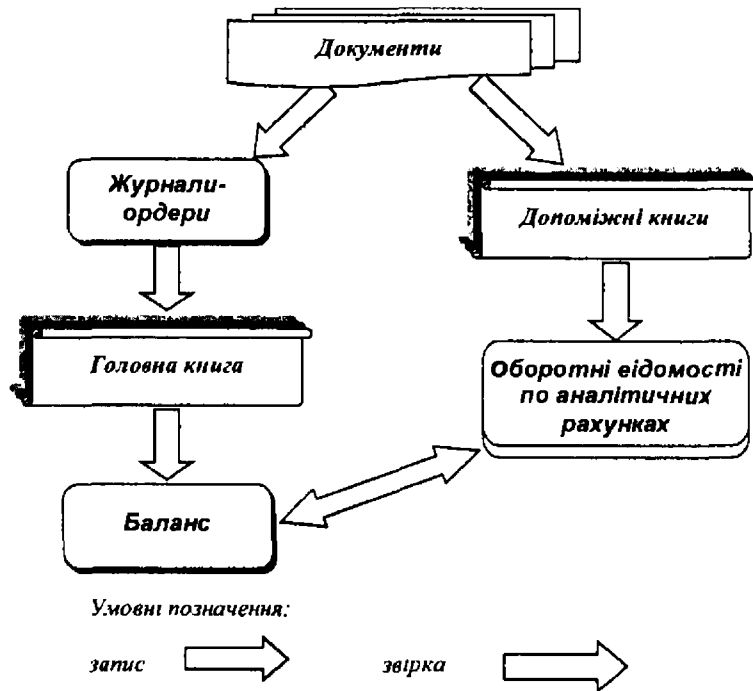 Документи
Журнали-
ордери
Допоміжні книги
Головна книга
Оборотні еідомості
по аналітичних
рахунках
Баланс
Умовні позначення:
запис
звірка